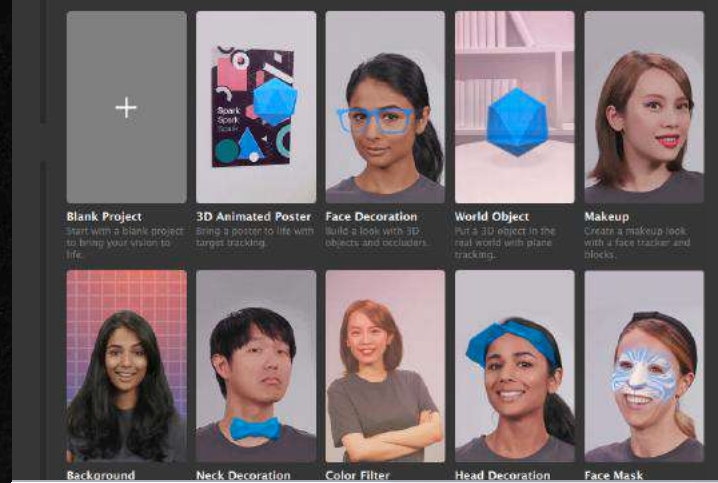 Spark
Spark
Spark
Blank Project
Start with a blank project
to bring your vision to
life.
3D Animated Poster
Bring a poster to life with
target tracking.
Face Decoration
Build a look with 3D
objects and occluders.
World Object
Put a 3D object in the
real world with plane
tracking.
Makeup
Create a makeup look
with a face tracker and
blocks.
Background
Neck Decoration
Color Filter
Head Decoration
Face Mask